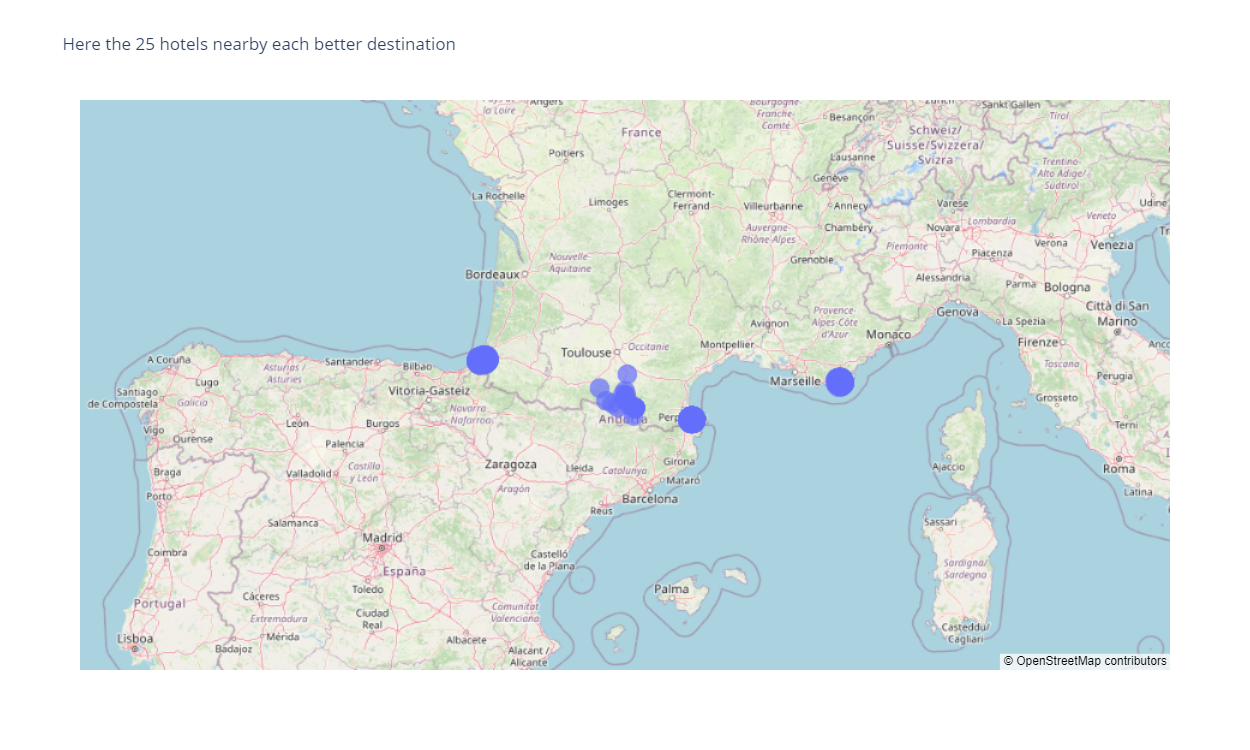 Here the 25 hotels nearby each better destination
Angers
la Loire
Bourgogne-
Franche-
Comté
Besançon
Sankt Gallen
Tirol
France
Schweiz/
Suisse/Svizzera/
Svizra
Poitiers
Lausanne
Trentino-
Alto Adige/
Südtirol
Genève
La Rochelle
Limoges
Clermont-
Ferrand
Villeurbanne
Annecy
Varese
Udine
Auvergne-
Rhône-Alpes
Chambéry
Novara
Lombardia
Veneto
Piemonte
Verona
Venezia
Nouvelle-
Aquitaine
Grenoble
Piacenza
Bordeaux
Alessandria
Parma
Bologna
Provence-
Alpes-Côte
d'Azur
Genova
Città di San
Marino
Avignon
Monaco
La Spezia
A Coruña
Toulouse
Occitanie
Montpellier
Firenze
Santander
Bilbao
Asturias /
Asturies
Toscana
Lugo
Marseille
Perugia
Santiago
de Compostela
Vitoria-Gasteiz
Galicia
Navarra -
Nafarroa
Grosseto
León
Burgos
Andorra
Perp
Vigo
Terni
Ourense
Palencia
Zaragoza
Girona
Ajaccio
Roma
Braga
Valladolid
Castilla
y León
Lleida
Catalunya
Mataró
Aragón
Latina
Porto
Barcelona
Reus
Salamanca
Sassari
Madrid
Coimbra
Castelló
de la Plana
España
Sardigna/
Sardegna
Toledo
Palma
Cáceres
Portugal
Extremadura
Ciudad
Real
Comunitat
Valenciana
Lisboa
Mérida
Albacete
Casteddu/
Cagliari
Badajoz
Alacant /
Alicante
© OpenStreetMap contributors